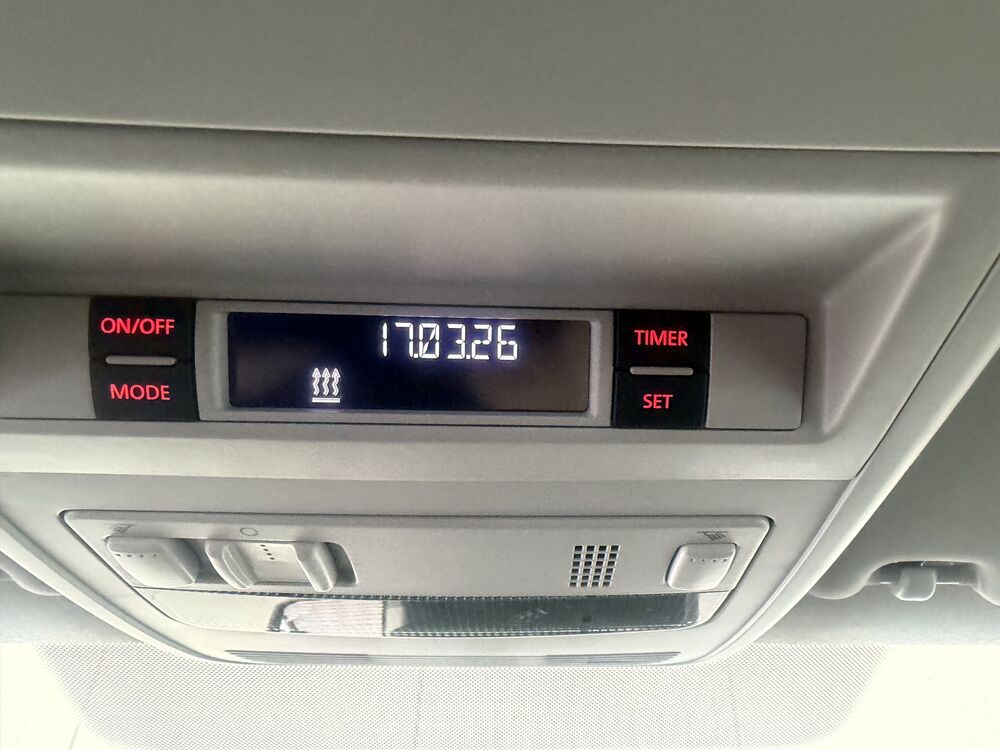 ON/OFF
MODE
17.03.26
TIMER
SET